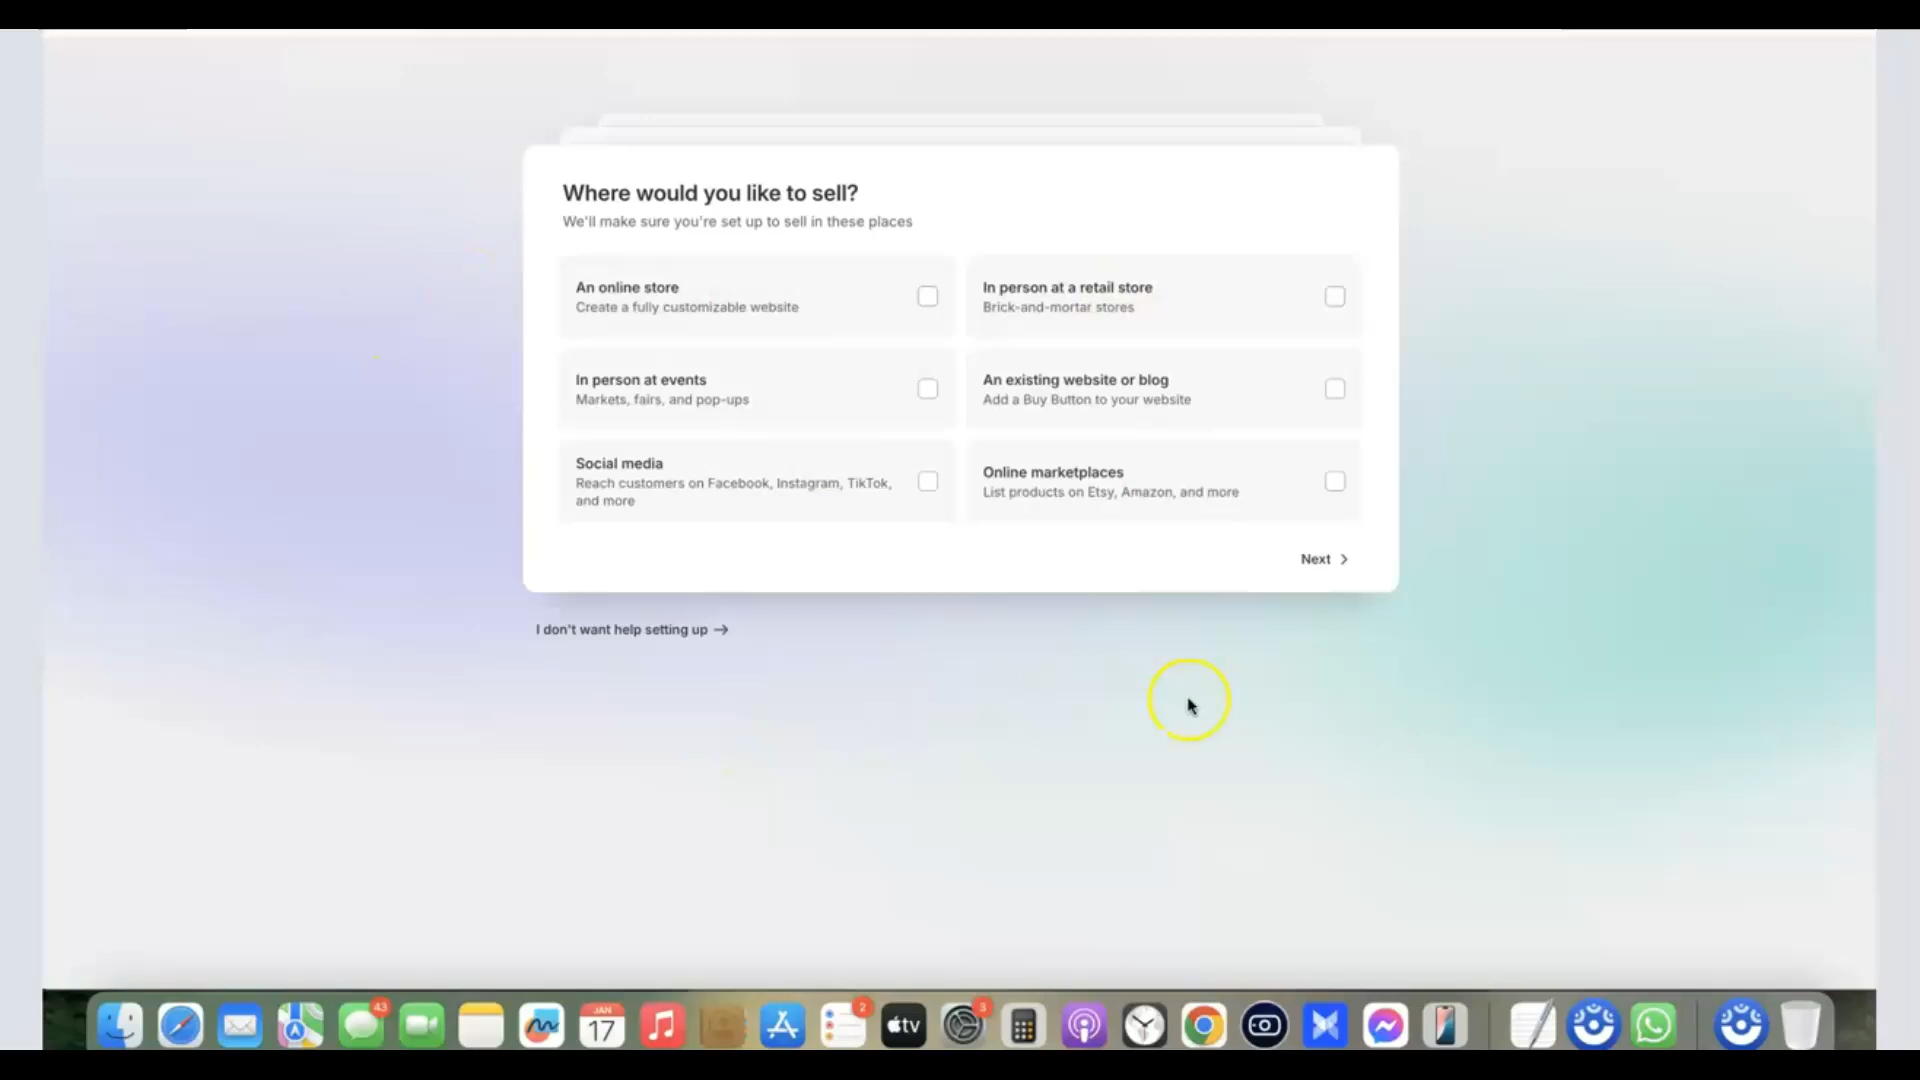 Where would you like to sell?
We'll make sure you're set up to sell in these places
An online store
Create a fully customizable website
In person at a retail store
Brick-and-mortar stores
In person at events
Markets, fairs, and pop-ups
An existing website or blog
Add a Buy Button to your website
Social media
Reach customers on Facebook, Instagram, TikTok,
and more
Online marketplaces
List products on Etsy, Amazon, and more
Next
I don't want help setting up
43
JAN
17
2
tv
3